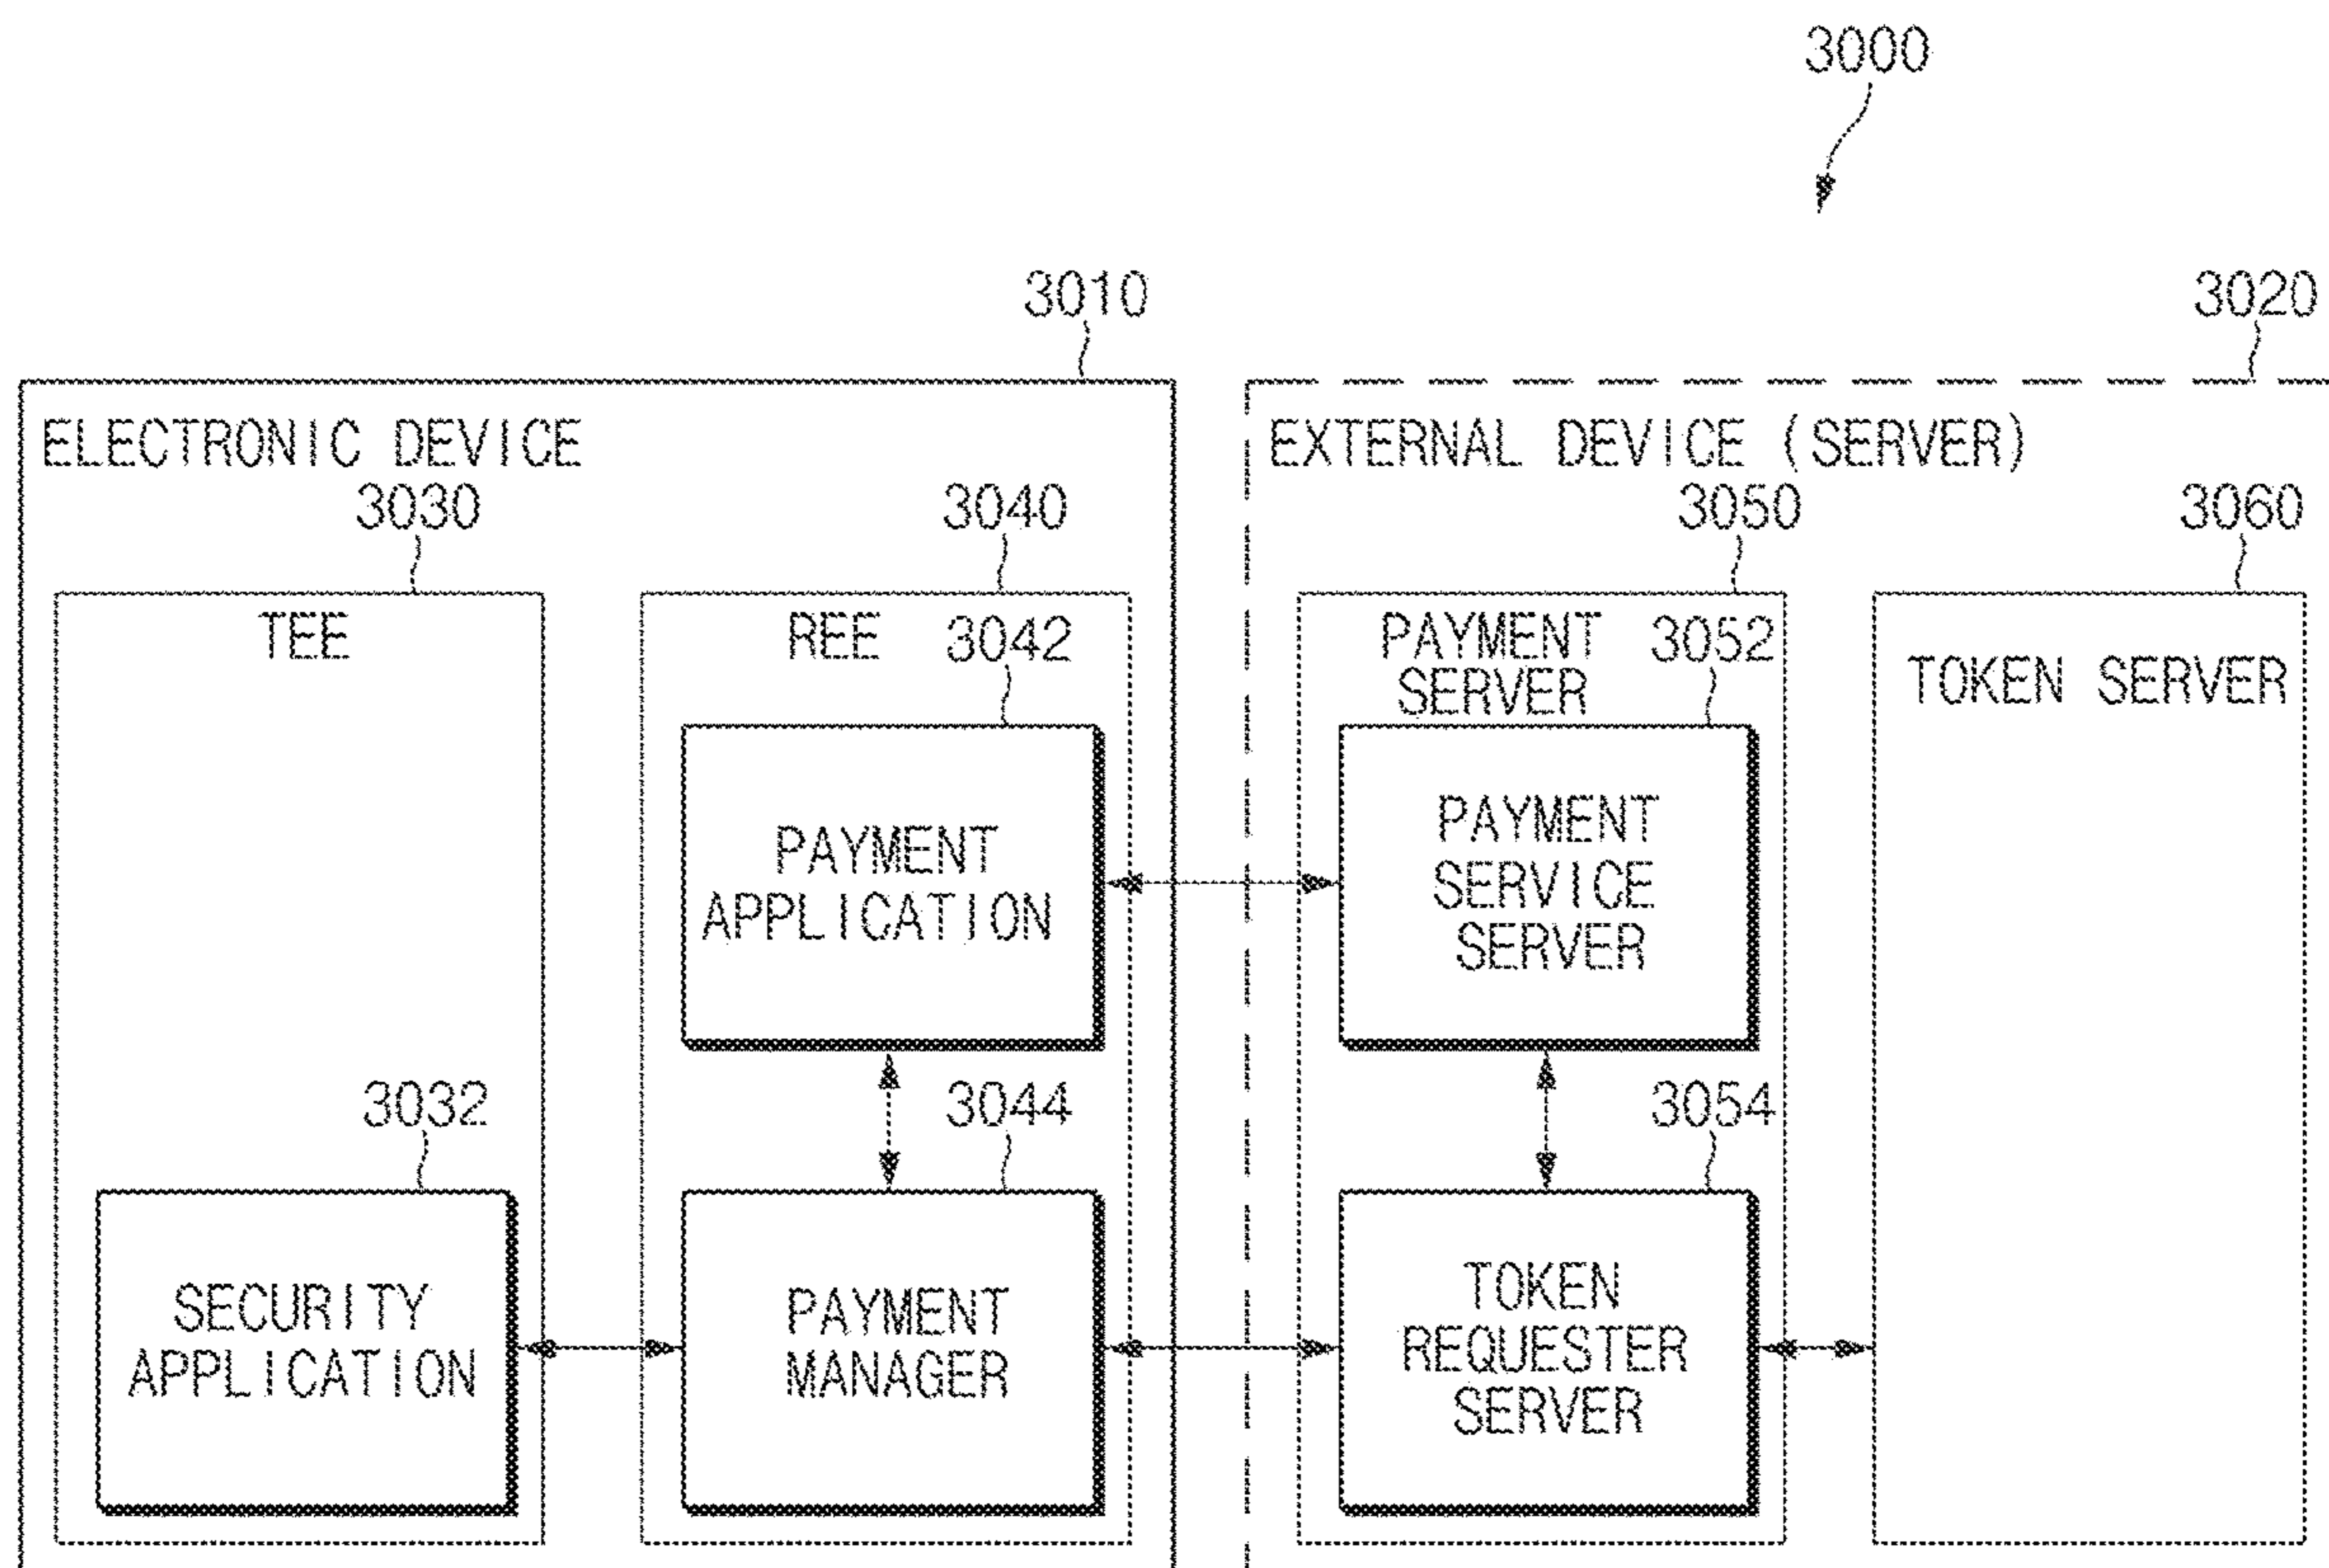 3000
3010
3020
ELECTRONIC DEVICE
EXTERNAL DEVICE (SERVER)
3030
3040
3050
3060
TEE
REE
3042
PAYMENT
SERVER
3052
TOKEN SERVER
PAYMENT
APPLICATION
PAYMENT
SERVICE
SERVER
3032
3044
3054
SECURITY
APPLICATION
PAYMENT
MANAGER
TOKEN
REQUESTER
SERVER